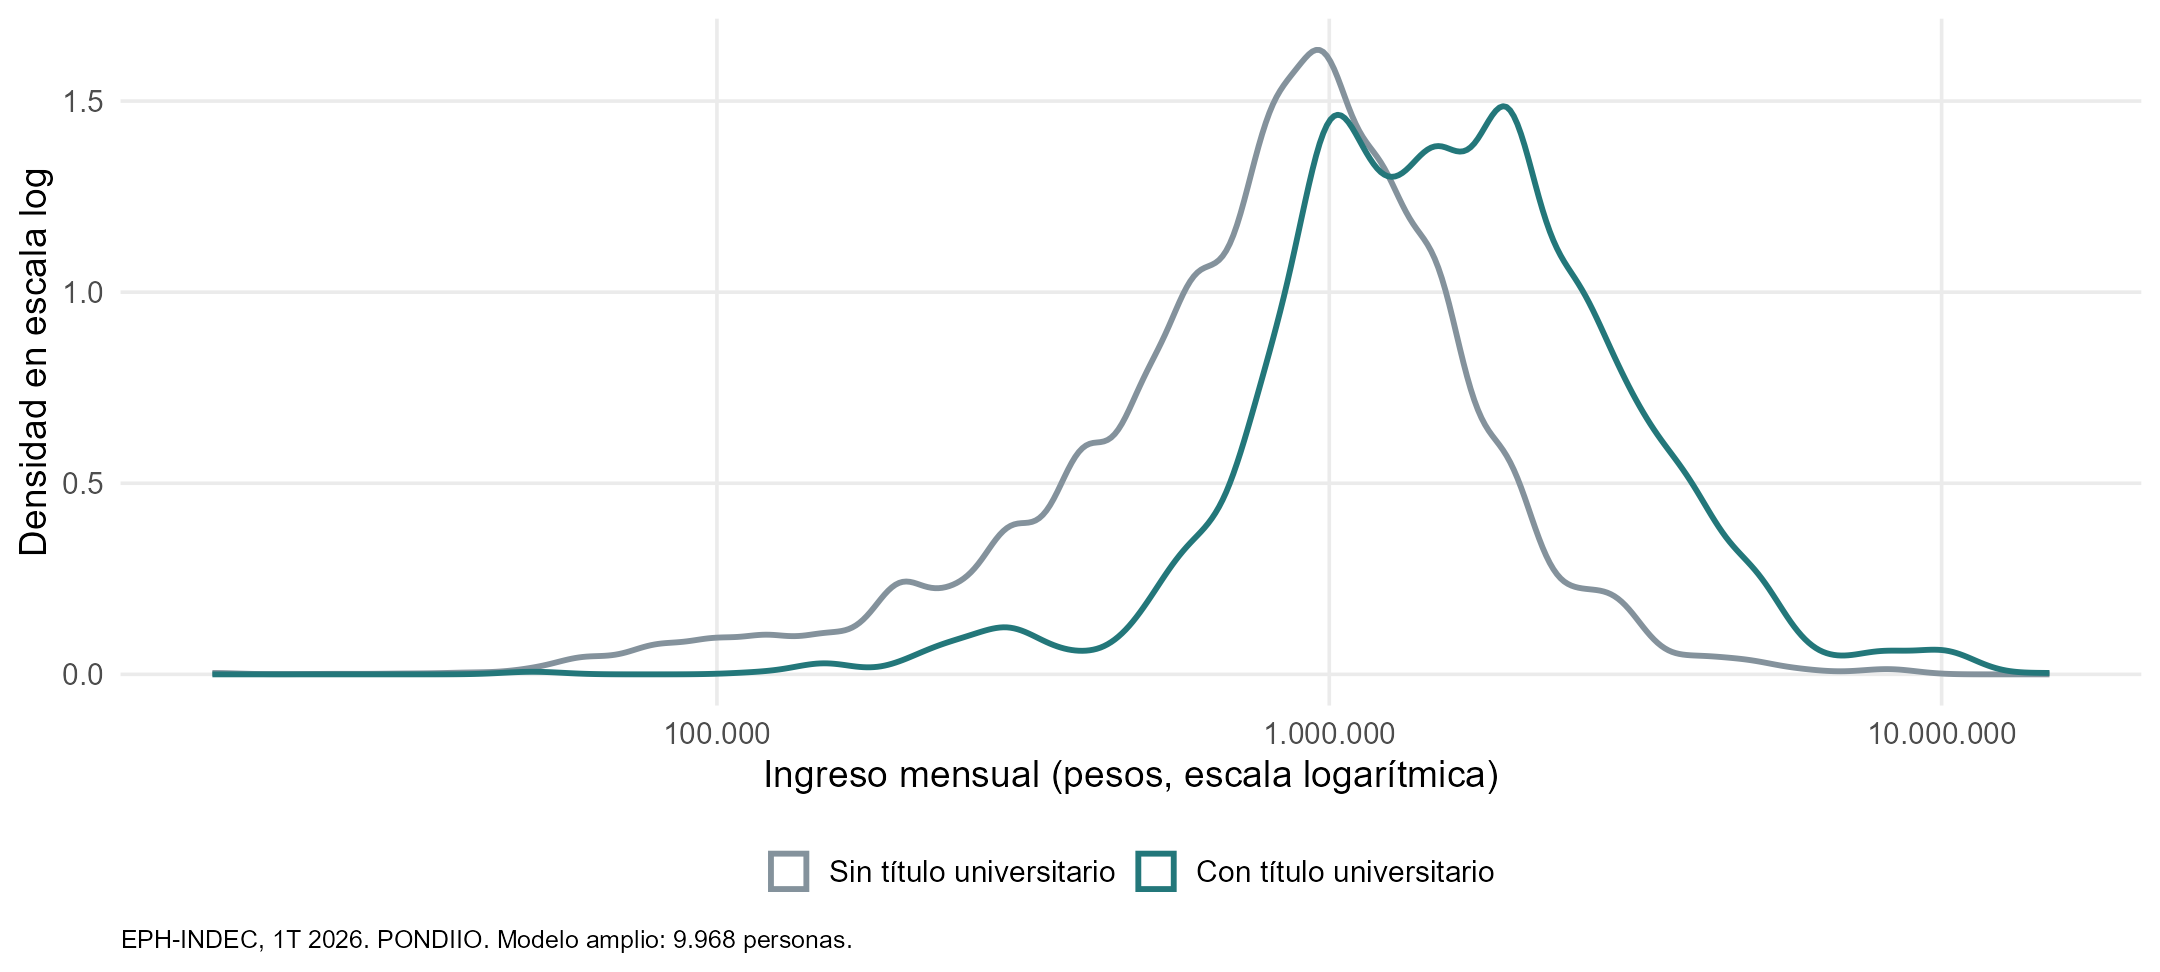 Densidad en escala log
1.5
1.0
0.5
0.0
100.000 1.000.000 10.000.000
Ingreso mensual (pesos, escala logarítmica)
Sin título universitario Con título universitario
EPH-INDEC, 1T 2026. PONDIIO. Modelo amplio: 9.968 personas.